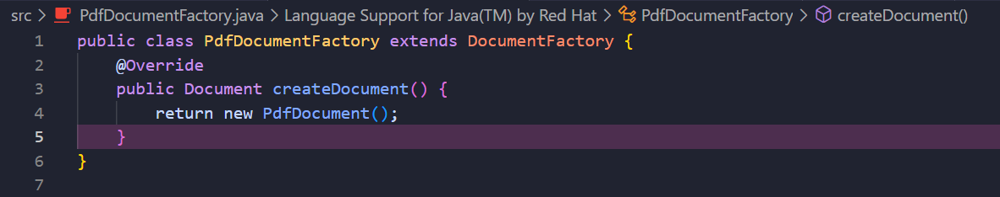 src > PdfDocumentFactory.java > Language Support for Java(TM) by Red Hat > PdfDocumentFactory > createDocument()
1 public class PdfDocumentFactory extends DocumentFactory {
2     @Override
3     public Document createDocument() {
4         return new PdfDocument();
5     }
6 }
7